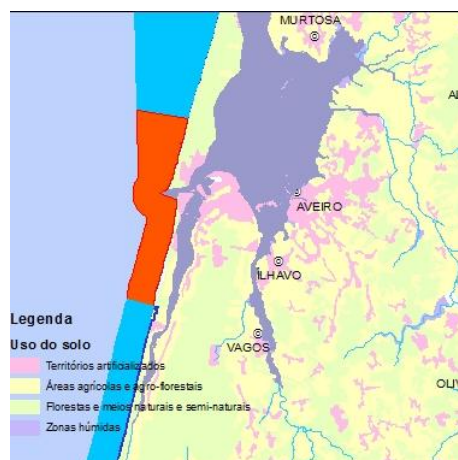 MURTOSA
AVEIRO
ILHAVO
VAGOS
Legenda
Uso do solo
Territórios artificializados
Áreas agrícolas e agro-florestais
Florestas e meios naturais e semi-naturais
Zonas húmidas